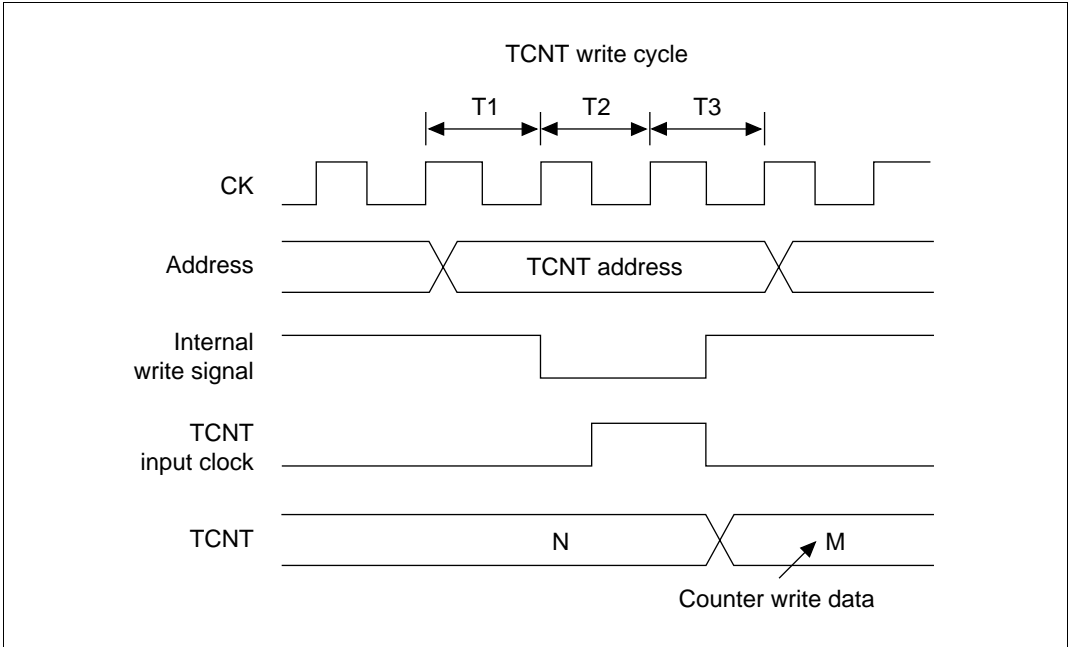 TCNT write cycle
T1 T2 T3
CK
Address
TCNT address
Internal
write signal
TCNT
input clock
TCNT
N
M
Counter write data